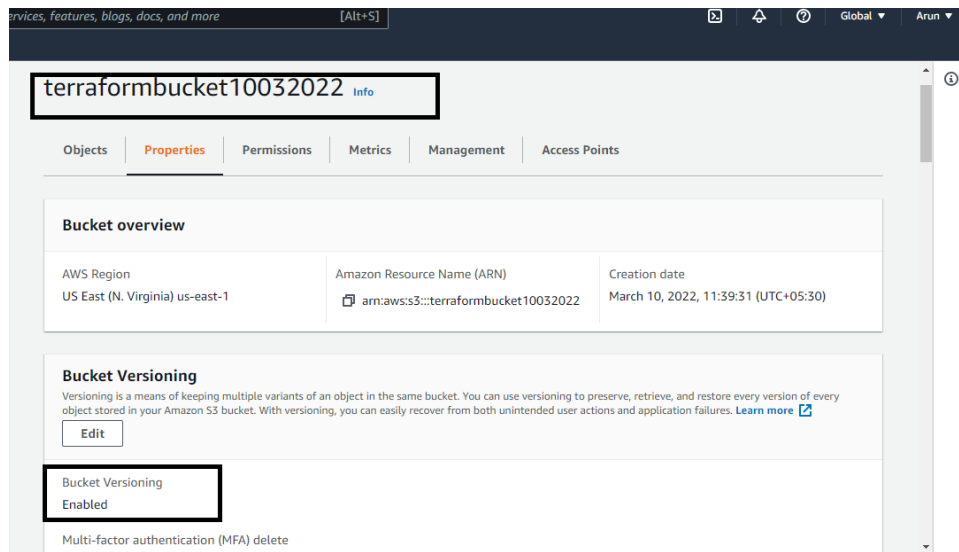 ervices, features, blogs, docs, and more [Alt+S] Global ▼ Arun ▼
terraformbucket10032022 Info
Objects Properties Permissions Metrics Management Access Points
Bucket overview
AWS Region Amazon Resource Name (ARN) Creation date
US East (N. Virginia) us-east-1 arn:aws:s3:::terraformbucket10032022 March 10, 2022, 11:39:31 (UTC+05:30)
Bucket Versioning
Versioning is a means of keeping multiple variants of an object in the same bucket. You can use versioning to preserve, retrieve, and restore every version of every
object stored in your Amazon S3 bucket. With versioning, you can easily recover from both unintended user actions and application failures. Learn more
Edit
Bucket Versioning
Enabled
Multi-factor authentication (MFA) delete